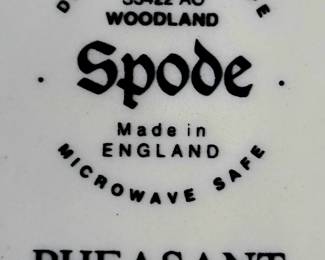 WOODLAND
Spode
Made in
ENGLAND
MICROWAVE SAFE
PHEASANT